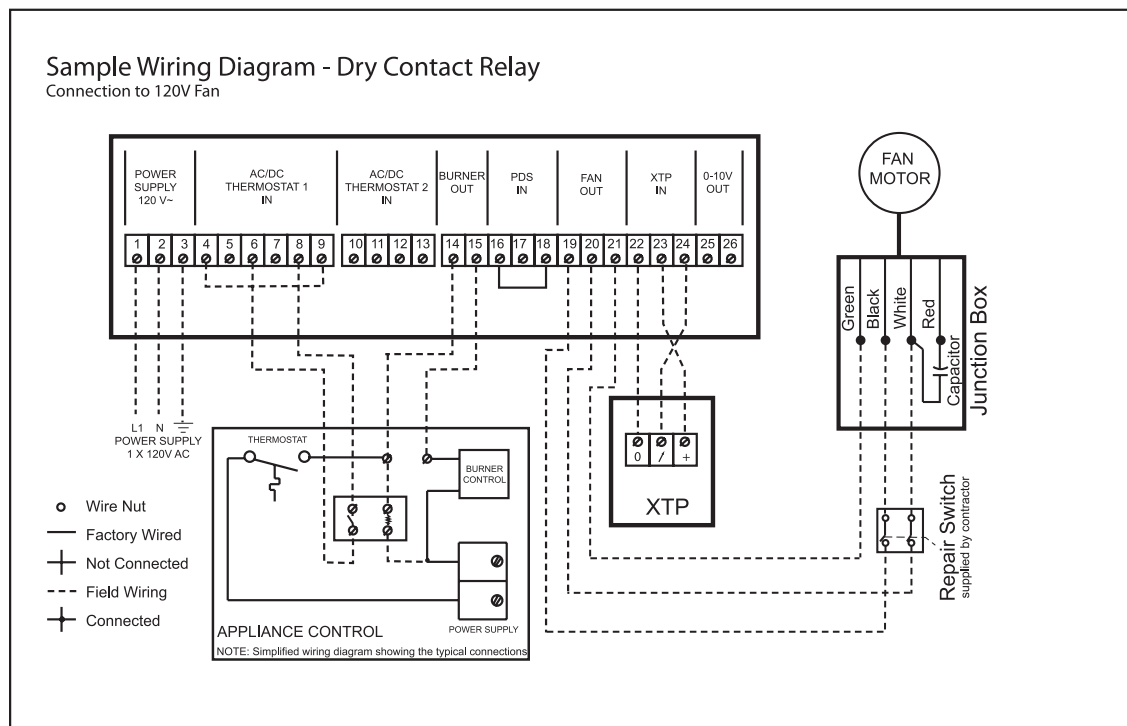 Sample Wiring Diagram - Dry Contact Relay
Connection to 120V Fan
POWER
SUPPLY
120 V~
AC/DC
THERMOSTAT 1
IN
AC/DC
THERMOSTAT 2
IN
BURNER
OUT
PDS
IN
FAN
OUT
XTP
IN
0-10V
OUT
1 2 3 4 5 6 7 8 9 10 11 12 13 14 15 16 17 18 19 20 21 22 23 24 25 26
FAN
MOTOR
Green
Black
White
Red
Capacitor
Junction Box
L1 N
POWER SUPPLY
1 X 120V AC
THERMOSTAT
BURNER
CONTROL
POWER SUPPLY
APPLIANCE CONTROL
NOTE: Simplified wiring diagram showing the typical connections
0 / +
XTP
Repair Switch
supplied by contractor
Wire Nut
Factory Wired
Not Connected
Field Wiring
Connected